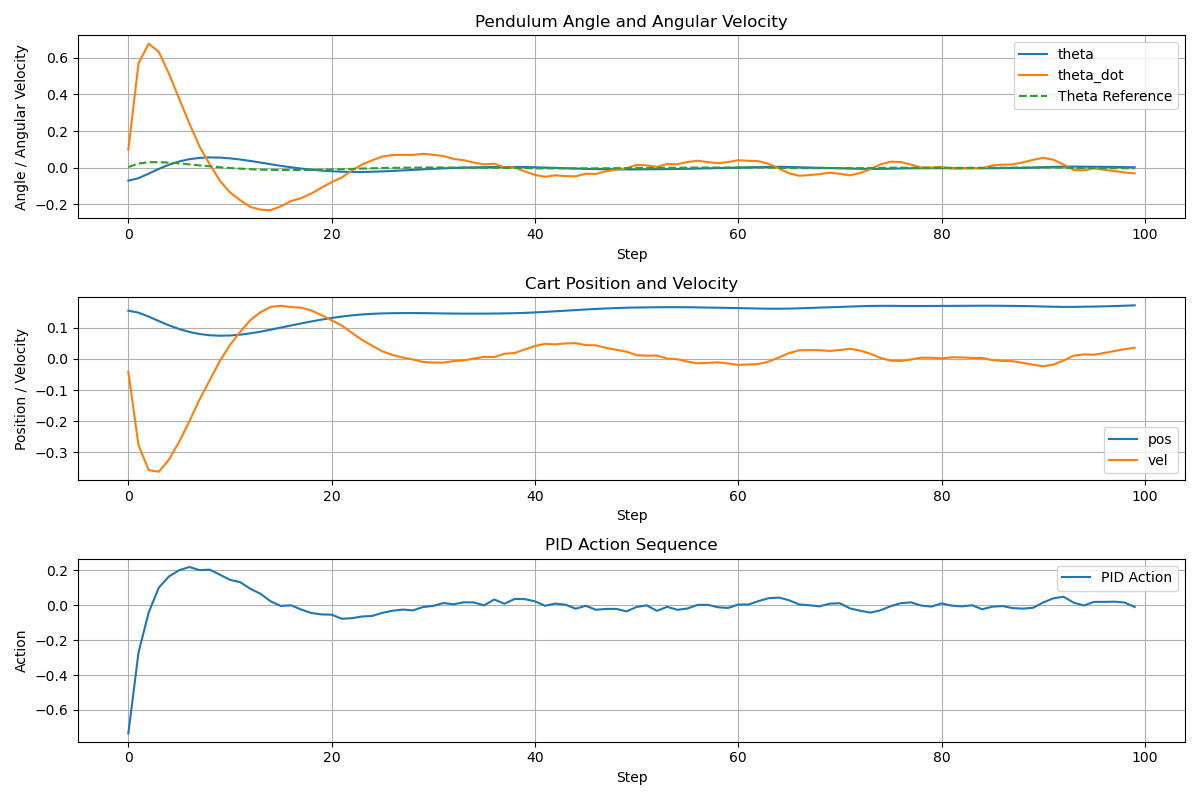 Pendulum Angle and Angular Velocity
Angle / Angular Velocity
0.6
0.4
0.2
0.0
−0.2
theta
theta_dot
Theta Reference
0 20 40 60 80 100
Step
Cart Position and Velocity
Position / Velocity
0.1
0.0
−0.1
−0.2
−0.3
pos
vel
0 20 40 60 80 100
Step
PID Action Sequence
Action
0.2
0.0
−0.2
−0.4
−0.6
PID Action
0 20 40 60 80 100
Step